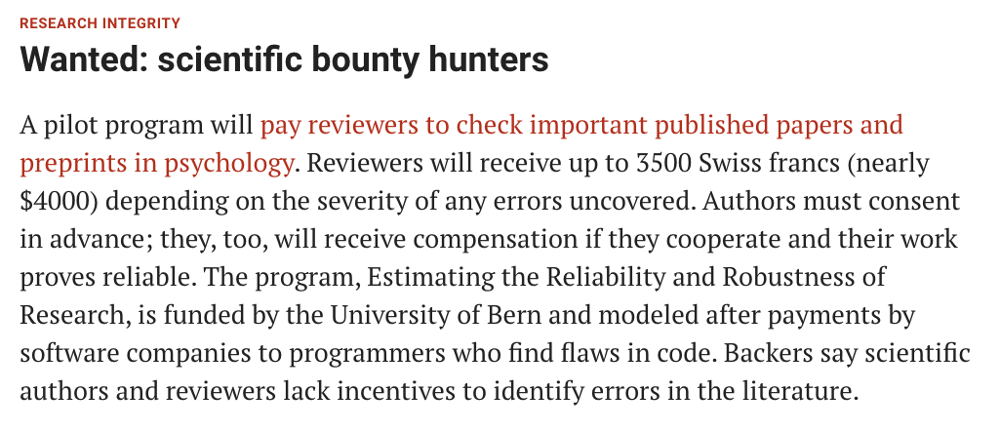 RESEARCH INTEGRITY
Wanted: scientific bounty hunters
A pilot program will pay reviewers to check important published papers and
preprints in psychology. Reviewers will receive up to 3500 Swiss francs (nearly
$4000) depending on the severity of any errors uncovered. Authors must consent
in advance; they, too, will receive compensation if they cooperate and their work
proves reliable. The program, Estimating the Reliability and Robustness of
Research, is funded by the University of Bern and modeled after payments by
software companies to programmers who find flaws in code. Backers say scientific
authors and reviewers lack incentives to identify errors in the literature.